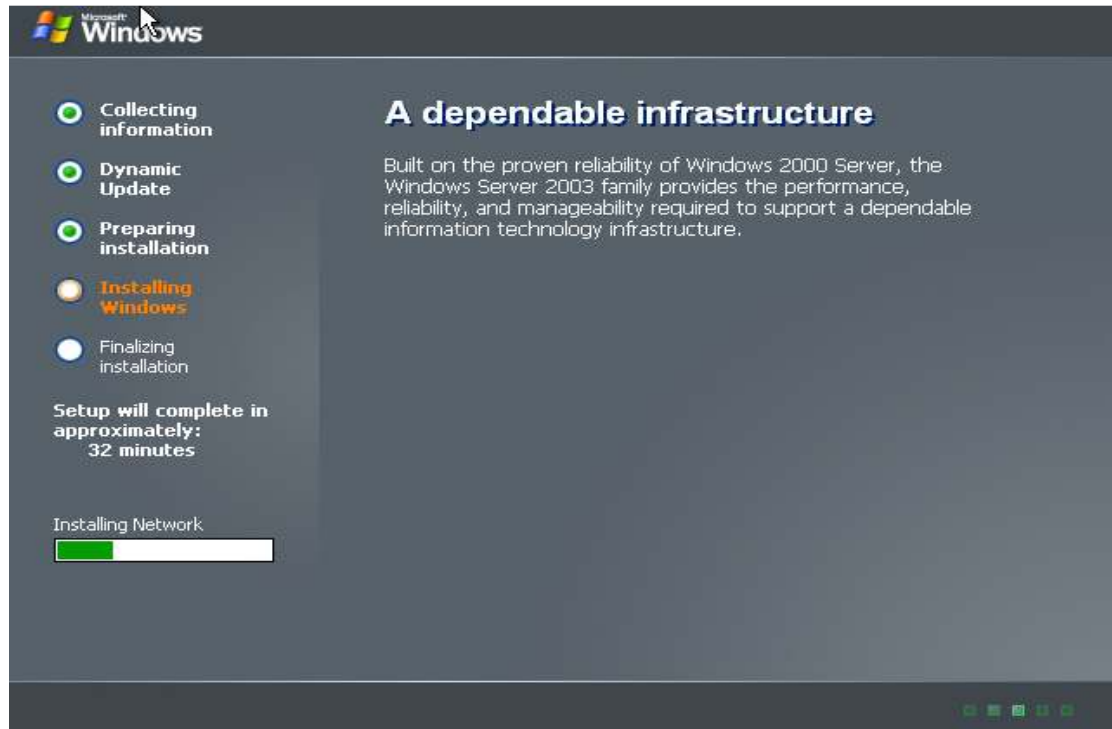 Microsoft
Windows
Collecting
information
Dynamic
Update
Preparing
installation
Installing
Windows
Finalizing
installation
Setup will complete in
approximately:
32 minutes
Installing Network
A dependable infrastructure
Built on the proven reliability of Windows 2000 Server, the
Windows Server 2003 family provides the performance,
reliability, and manageability required to support a dependable
information technology infrastructure.